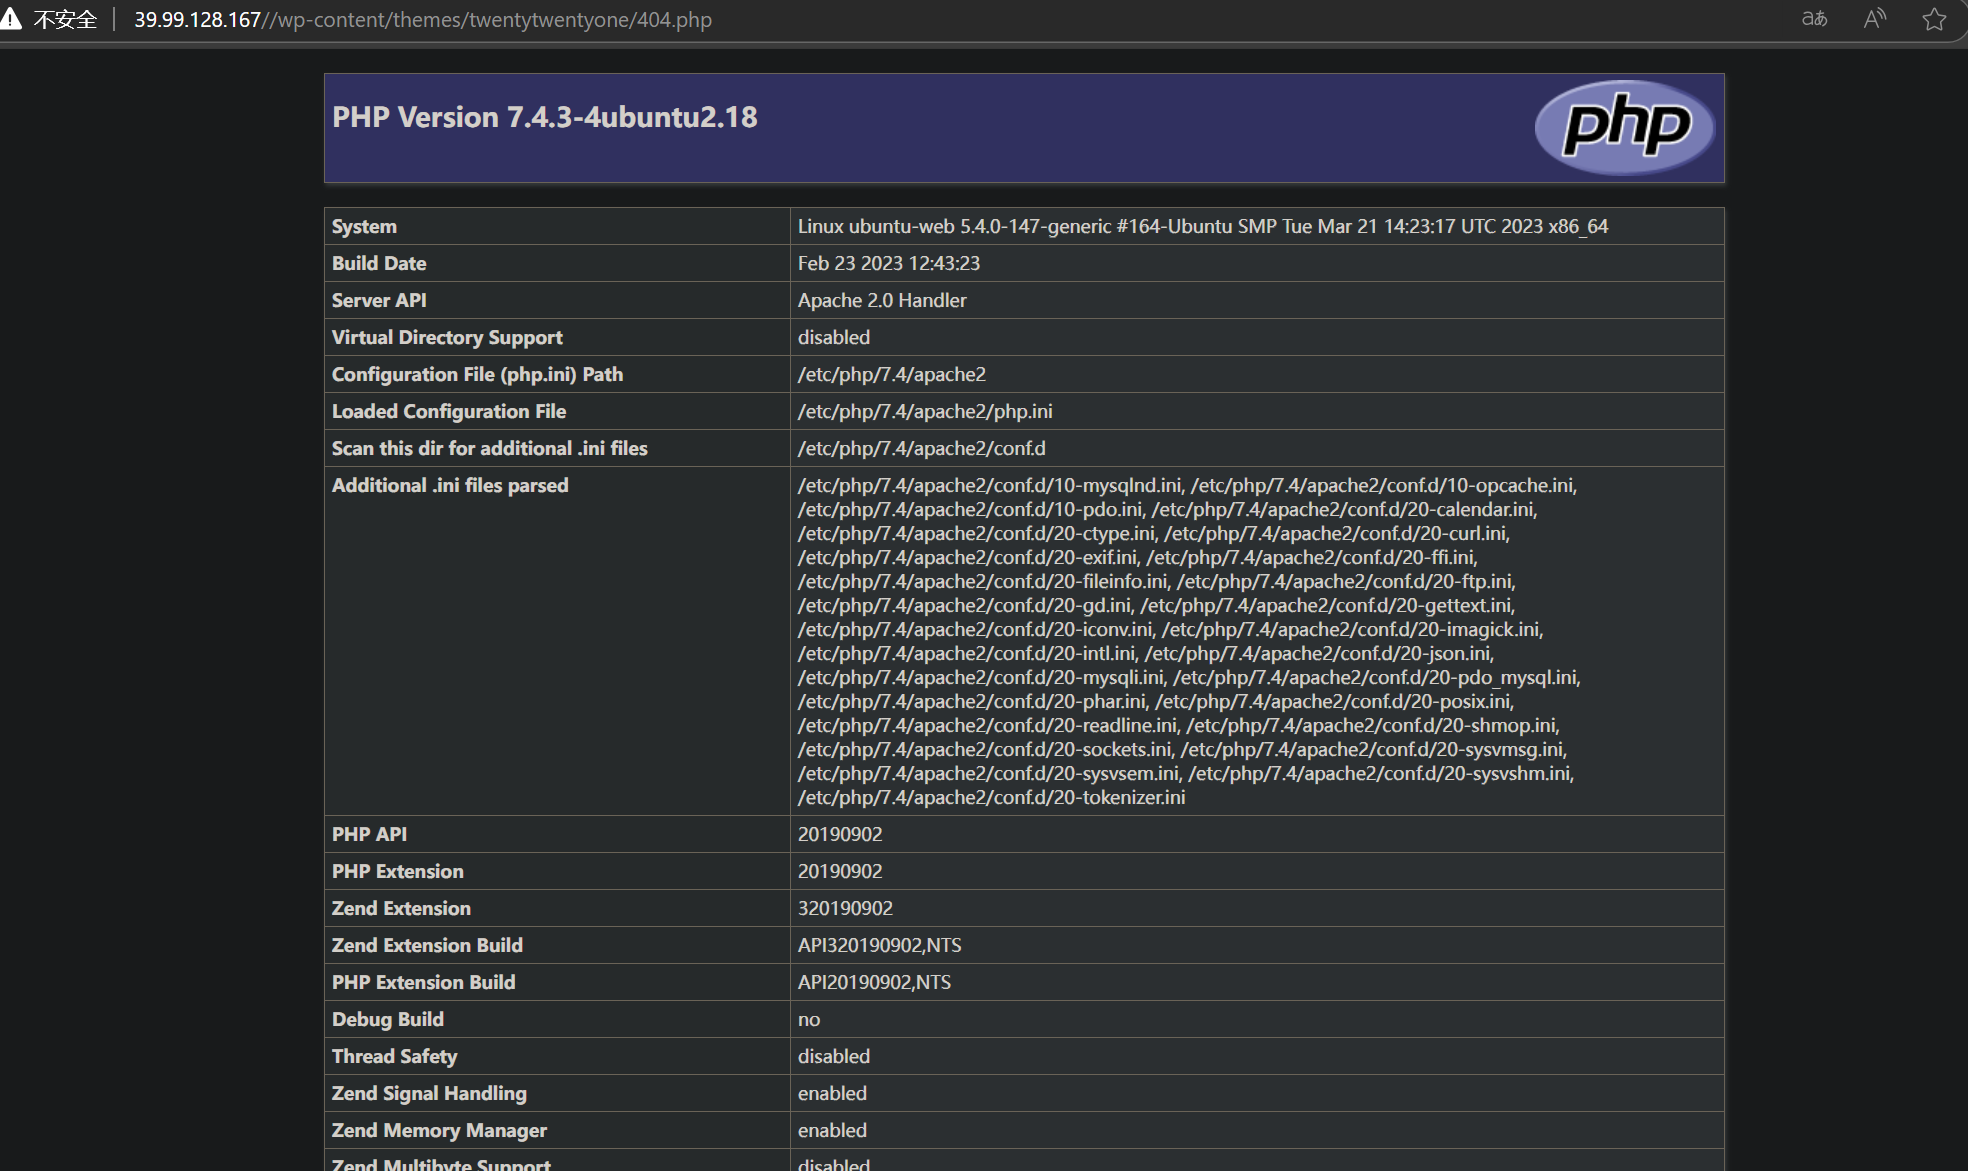 不安全 39.99.128.167//wp-content/themes/twentytwentyone/404.php aあ A
PHP Version 7.4.3-4ubuntu2.18 php
System Linux ubuntu-web 5.4.0-147-generic #164-Ubuntu SMP Tue Mar 21 14:23:17 UTC 2023 x86_64
Build Date Feb 23 2023 12:43:23
Server API Apache 2.0 Handler
Virtual Directory Support disabled
Configuration File (php.ini) Path /etc/php/7.4/apache2
Loaded Configuration File /etc/php/7.4/apache2/php.ini
Scan this dir for additional .ini files /etc/php/7.4/apache2/conf.d
Additional .ini files parsed /etc/php/7.4/apache2/conf.d/10-mysqlnd.ini, /etc/php/7.4/apache2/conf.d/10-opcache.ini,
/etc/php/7.4/apache2/conf.d/10-pdo.ini, /etc/php/7.4/apache2/conf.d/20-calendar.ini,
/etc/php/7.4/apache2/conf.d/20-ctype.ini, /etc/php/7.4/apache2/conf.d/20-curl.ini,
/etc/php/7.4/apache2/conf.d/20-exif.ini, /etc/php/7.4/apache2/conf.d/20-ffi.ini,
/etc/php/7.4/apache2/conf.d/20-fileinfo.ini, /etc/php/7.4/apache2/conf.d/20-ftp.ini,
/etc/php/7.4/apache2/conf.d/20-gd.ini, /etc/php/7.4/apache2/conf.d/20-gettext.ini,
/etc/php/7.4/apache2/conf.d/20-iconv.ini, /etc/php/7.4/apache2/conf.d/20-imagick.ini,
/etc/php/7.4/apache2/conf.d/20-intl.ini, /etc/php/7.4/apache2/conf.d/20-json.ini,
/etc/php/7.4/apache2/conf.d/20-mysqli.ini, /etc/php/7.4/apache2/conf.d/20-pdo_mysql.ini,
/etc/php/7.4/apache2/conf.d/20-phar.ini, /etc/php/7.4/apache2/conf.d/20-posix.ini,
/etc/php/7.4/apache2/conf.d/20-readline.ini, /etc/php/7.4/apache2/conf.d/20-shmop.ini,
/etc/php/7.4/apache2/conf.d/20-sockets.ini, /etc/php/7.4/apache2/conf.d/20-sysvmsg.ini,
/etc/php/7.4/apache2/conf.d/20-sysvsem.ini, /etc/php/7.4/apache2/conf.d/20-sysvshm.ini,
/etc/php/7.4/apache2/conf.d/20-tokenizer.ini
PHP API 20190902
PHP Extension 20190902
Zend Extension 320190902
Zend Extension Build API320190902,NTS
PHP Extension Build API20190902,NTS
Debug Build no
Thread Safety disabled
Zend Signal Handling enabled
Zend Memory Manager enabled
Zend Multibyte Support disabled